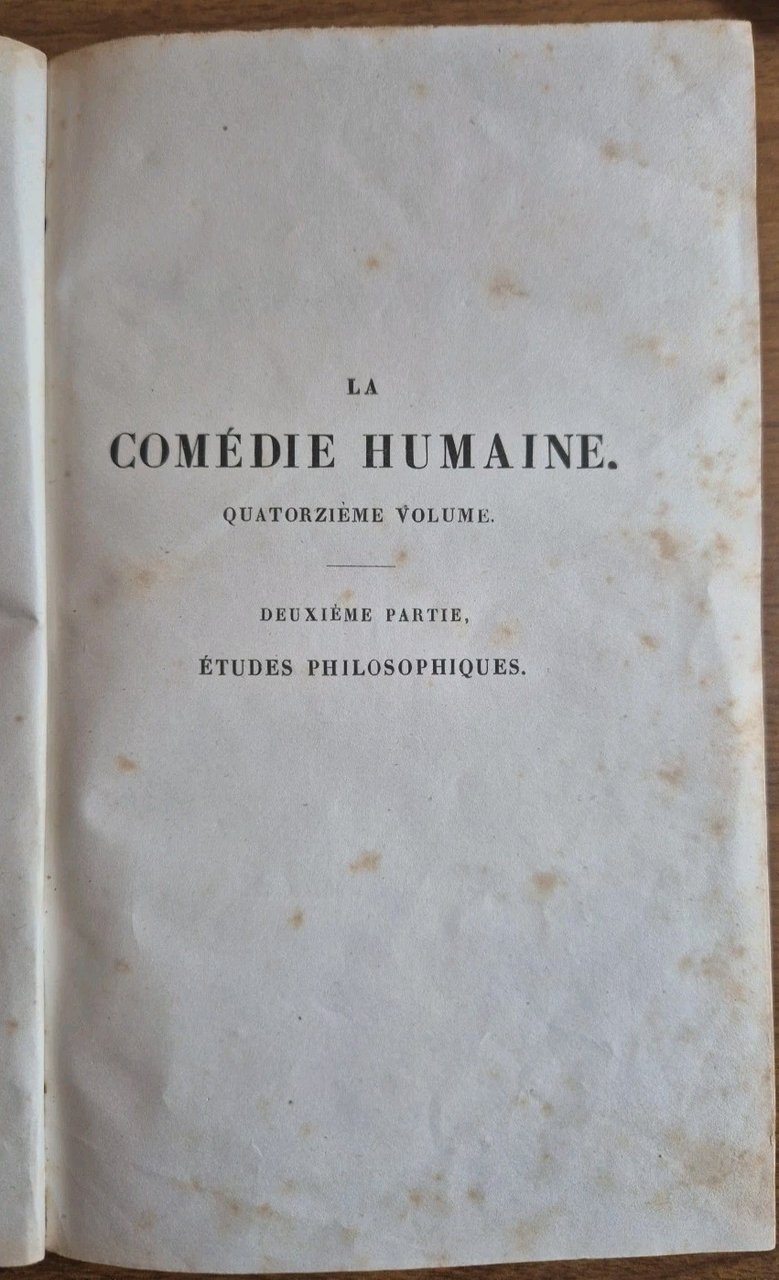 LA
COMÉDIE HUMAINE.
QUATORZIÈME VOLUME.
DEUXIÈME PARTIE,
ÉTUDES PHILOSOPHIQUES.